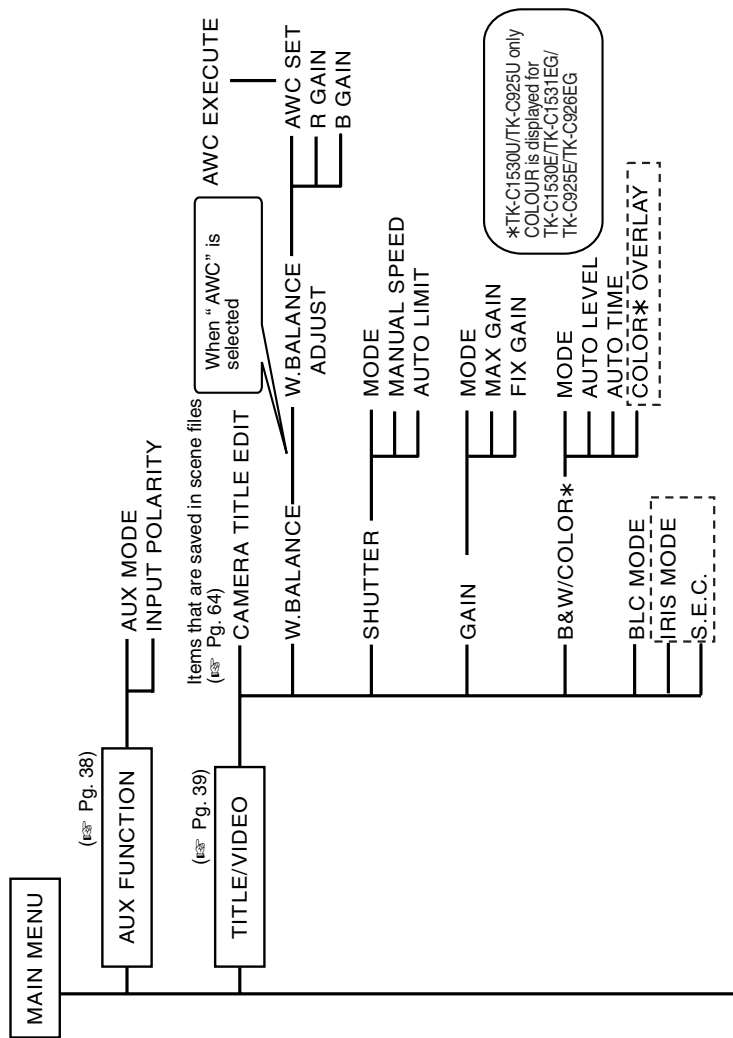 MAIN MENU
(☞ Pg. 38)
AUX FUNCTION
AUX MODE
INPUT POLARITY
(☞ Pg. 39)
TITLE/VIDEO
Items that are saved in scene files
(☞ Pg. 64)
CAMERA TITLE EDIT
When “ AWC” is
selected
W.BALANCE
W.BALANCE
ADJUST
AWC EXECUTE
AWC SET
R GAIN
B GAIN
SHUTTER
MODE
MANUAL SPEED
AUTO LIMIT
GAIN
MODE
MAX GAIN
FIX GAIN
B&W/COLOR*
MODE
AUTO LEVEL
AUTO TIME
COLOR* OVERLAY
BLC MODE
IRIS MODE
S.E.C.
*TK-C1530U/TK-C925U only
COLOUR is displayed for
TK-C1530E/TK-C1531EG/
TK-C925E/TK-C926EG